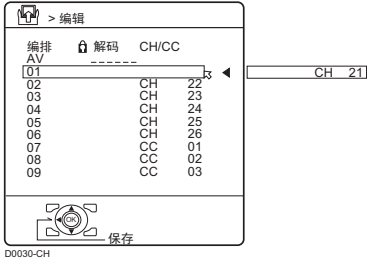 > 编辑
编排 解码 CH/CC
AV ------
01 CH 21
02 CH 22
03 CH 23
04 CH 24
05 CH 25
06 CH 26
07 CC 01
08 CC 02
09 CC 03
OK
保存
D0030-CH